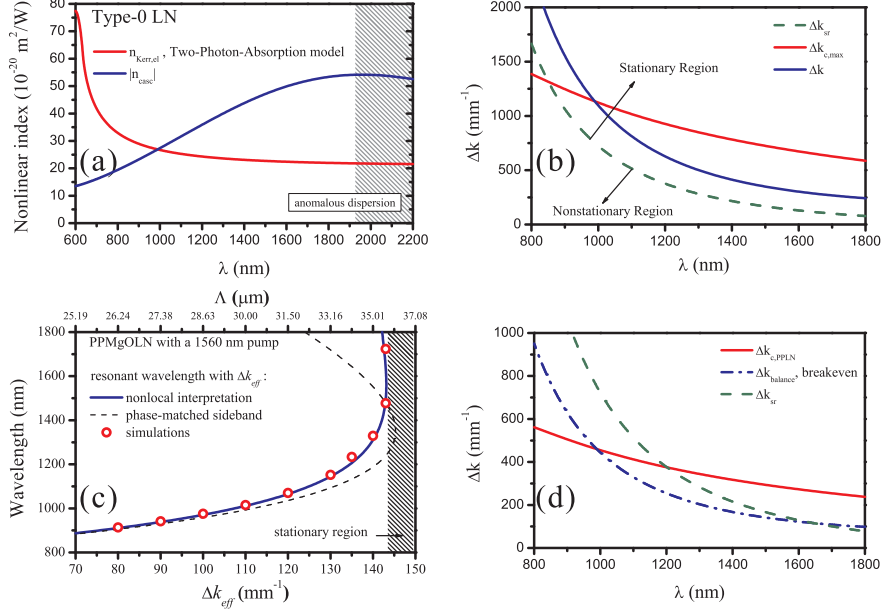 Type-0 LN
n_Kerr,el , Two-Photon-Absorption model
|n_casc|
(a)
anomalous dispersion
80
70
60
50
40
30
20
10
0
600 800 1000 1200 1400 1600 1800 2000 2200
Nonlinear index (10⁻²⁰ m²/W)
λ (nm)
Δk_sr
Δk_c,max
Δk
Stationary Region
Nonstationary Region
(b)
2000
1500
1000
500
0
800 1000 1200 1400 1600 1800
Δk (mm⁻¹)
λ (nm)
Λ (μm)
25.19 26.24 27.38 28.63 30.00 31.50 33.16 35.01 37.08
PPMgOLN with a 1560 nm pump
resonant wavelength with Δk_eff :
nonlocal interpretation
phase-matched sideband
simulations
(c)
stationary region
1800
1600
1400
1200
1000
800
70 80 90 100 110 120 130 140 150
Wavelength (nm)
Δk_eff (mm⁻¹)
Δk_c,PPLN
Δk_balance, breakeven
Δk_sr
(d)
1000
800
600
400
200
0
800 1000 1200 1400 1600 1800
Δk (mm⁻¹)
λ (nm)